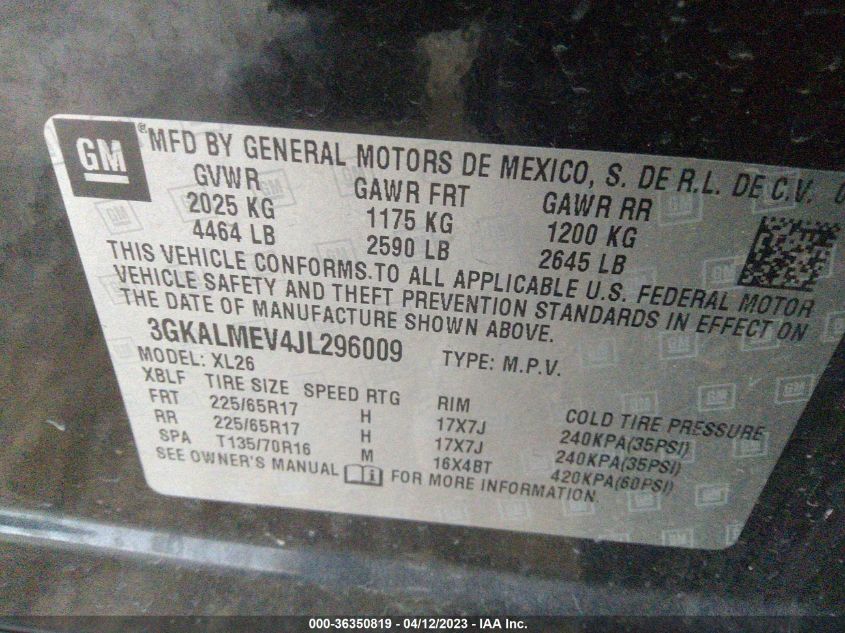 GM
® MFD BY GENERAL MOTORS DE MEXICO, S. DE R.L. DE C.V.
GVWR GAWR FRT GAWR RR
2025 KG 1175 KG 1200 KG
4464 LB 2590 LB 2645 LB
THIS VEHICLE CONFORMS TO ALL APPLICABLE U.S. FEDERAL MOTOR
VEHICLE SAFETY AND THEFT PREVENTION STANDARDS IN EFFECT ON
THE DATE OF MANUFACTURE SHOWN ABOVE.
3GKALMEV4JL296009 TYPE: M.P.V.
MODEL: XL26
XBLF TIRE SIZE SPEED RTG RIM COLD TIRE PRESSURE
FRT 225/65R17 H 17X7J 240KPA(35PSI)
RR 225/65R17 H 17X7J 240KPA(35PSI)
SPA T135/70R16 M 16X4BT 420KPA(60PSI)
SEE OWNER'S MANUAL FOR MORE INFORMATION.
000-36350819 - 04/12/2023 - IAA Inc.